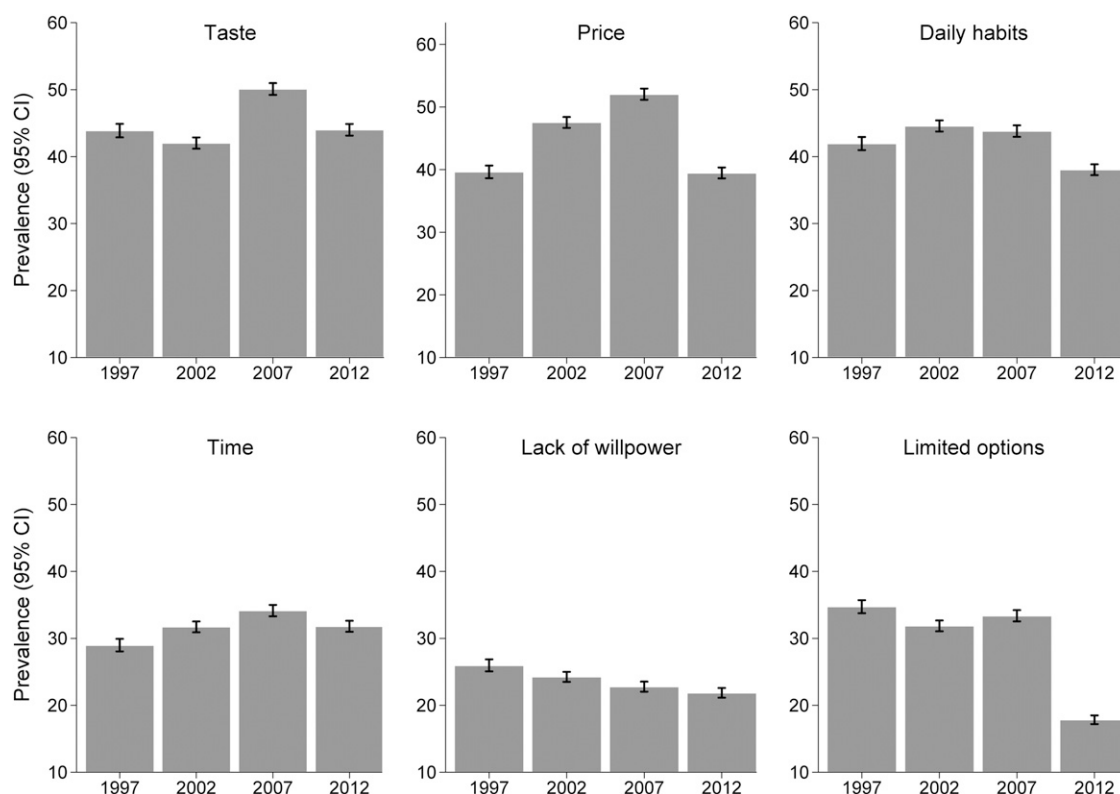 Taste
Prevalence (95% CI)
60
50
40
30
20
10
1997 2002 2007 2012
Price
60
50
40
30
20
10
1997 2002 2007 2012
Daily habits
60
50
40
30
20
10
1997 2002 2007 2012
Time
Prevalence (95% CI)
60
50
40
30
20
10
1997 2002 2007 2012
Lack of willpower
60
50
40
30
20
10
1997 2002 2007 2012
Limited options
60
50
40
30
20
10
1997 2002 2007 2012